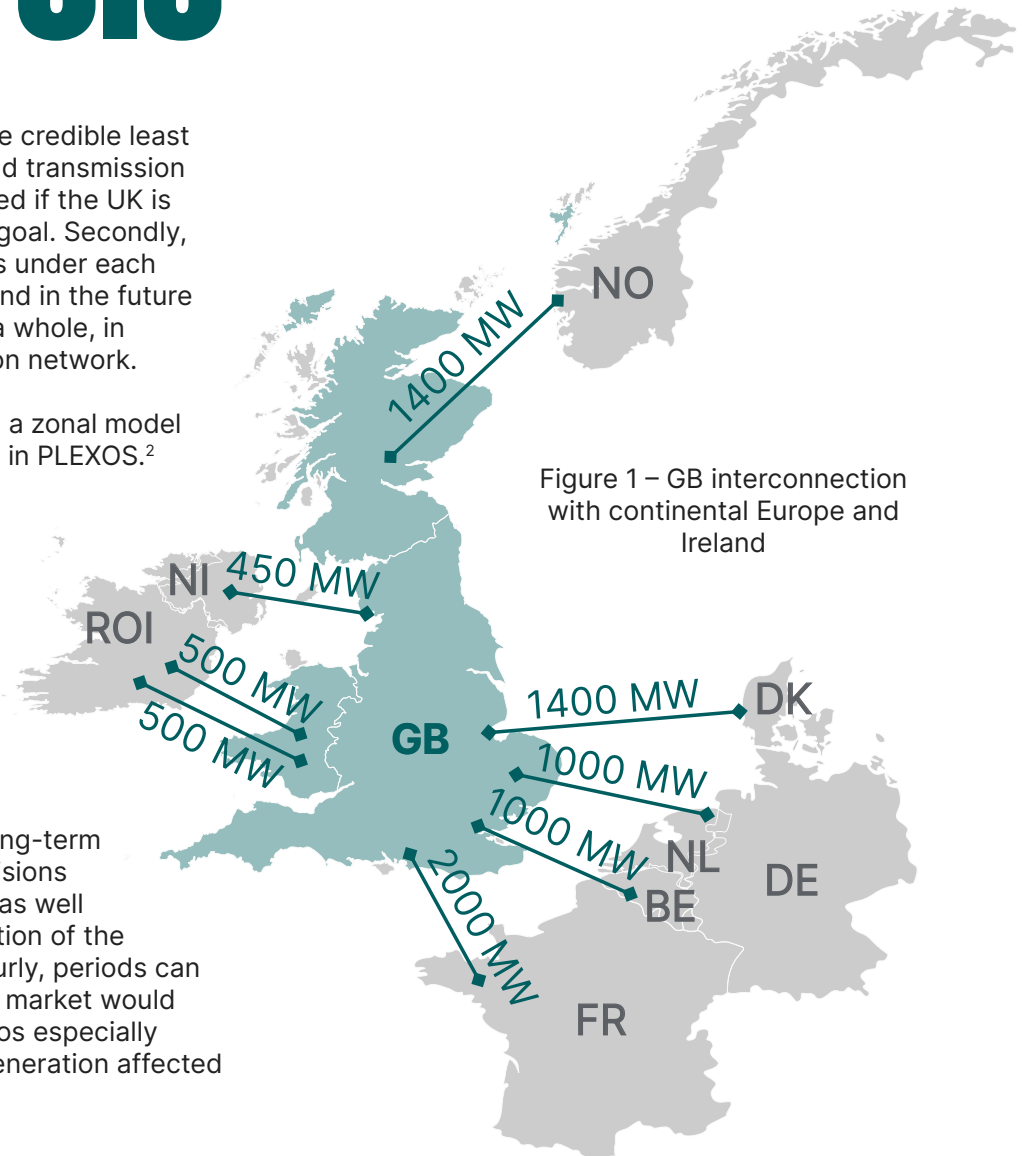 e credible least
d transmission
ed if the UK is
goal. Secondly,
s under each
nd in the future
a whole, in
on network.
a zonal model
in PLEXOS.²
NO
1400 MW
Figure 1 – GB interconnection
with continental Europe and
Ireland
NI
450 MW
ROI
500 MW
500 MW
GB
1400 MW
DK
1000 MW
1000 MW
NL
DE
BE
2000 MW
FR
ng-term
isions
as well
tion of the
urly, periods can
market would
os especially
eneration affected